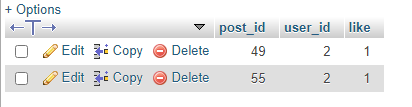 + Options
post_id user_id like
Edit Copy Delete 49 2 1
Edit Copy Delete 55 2 1